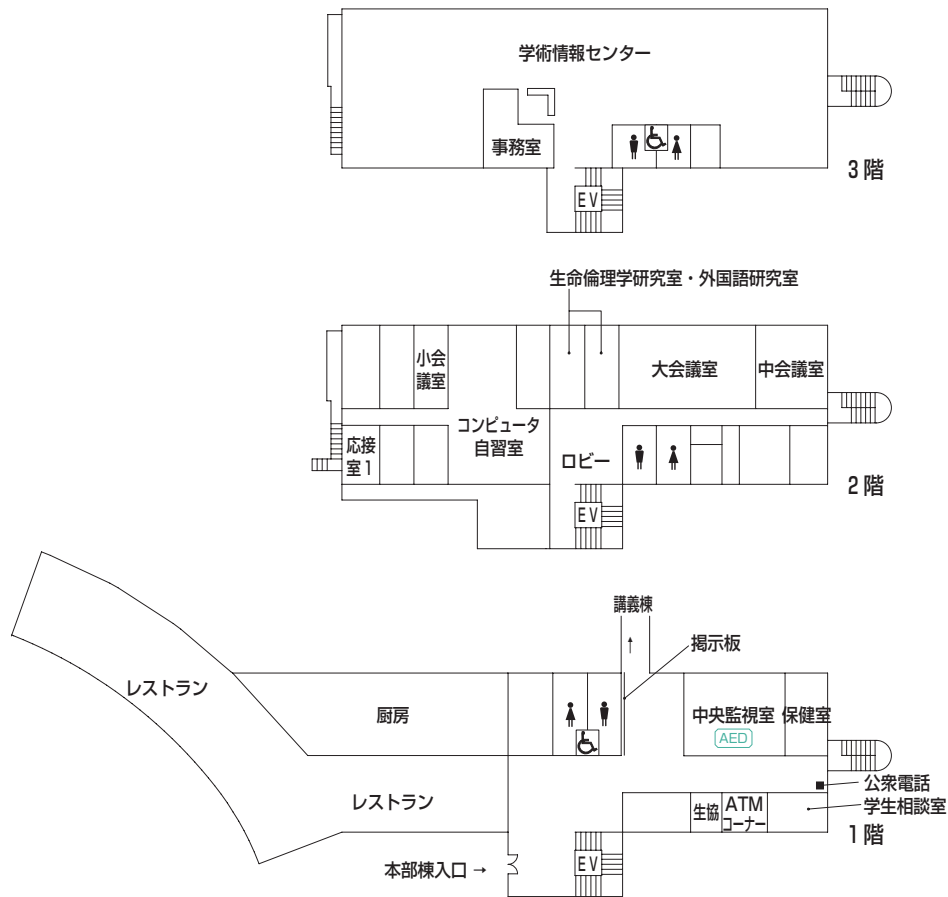 学術情報センター
事務室
EV
3階
生命倫理学研究室・外国語研究室
小会
議室
大会議室
中会議室
コンピュータ
自習室
応接
室1
ロビー
EV
2階
講義棟
↑
掲示板
レストラン
厨房
中央監視室
保健室
AED
公衆電話
レストラン
生協
ATM
コーナー
学生相談室
1階
本部棟入口 →
EV